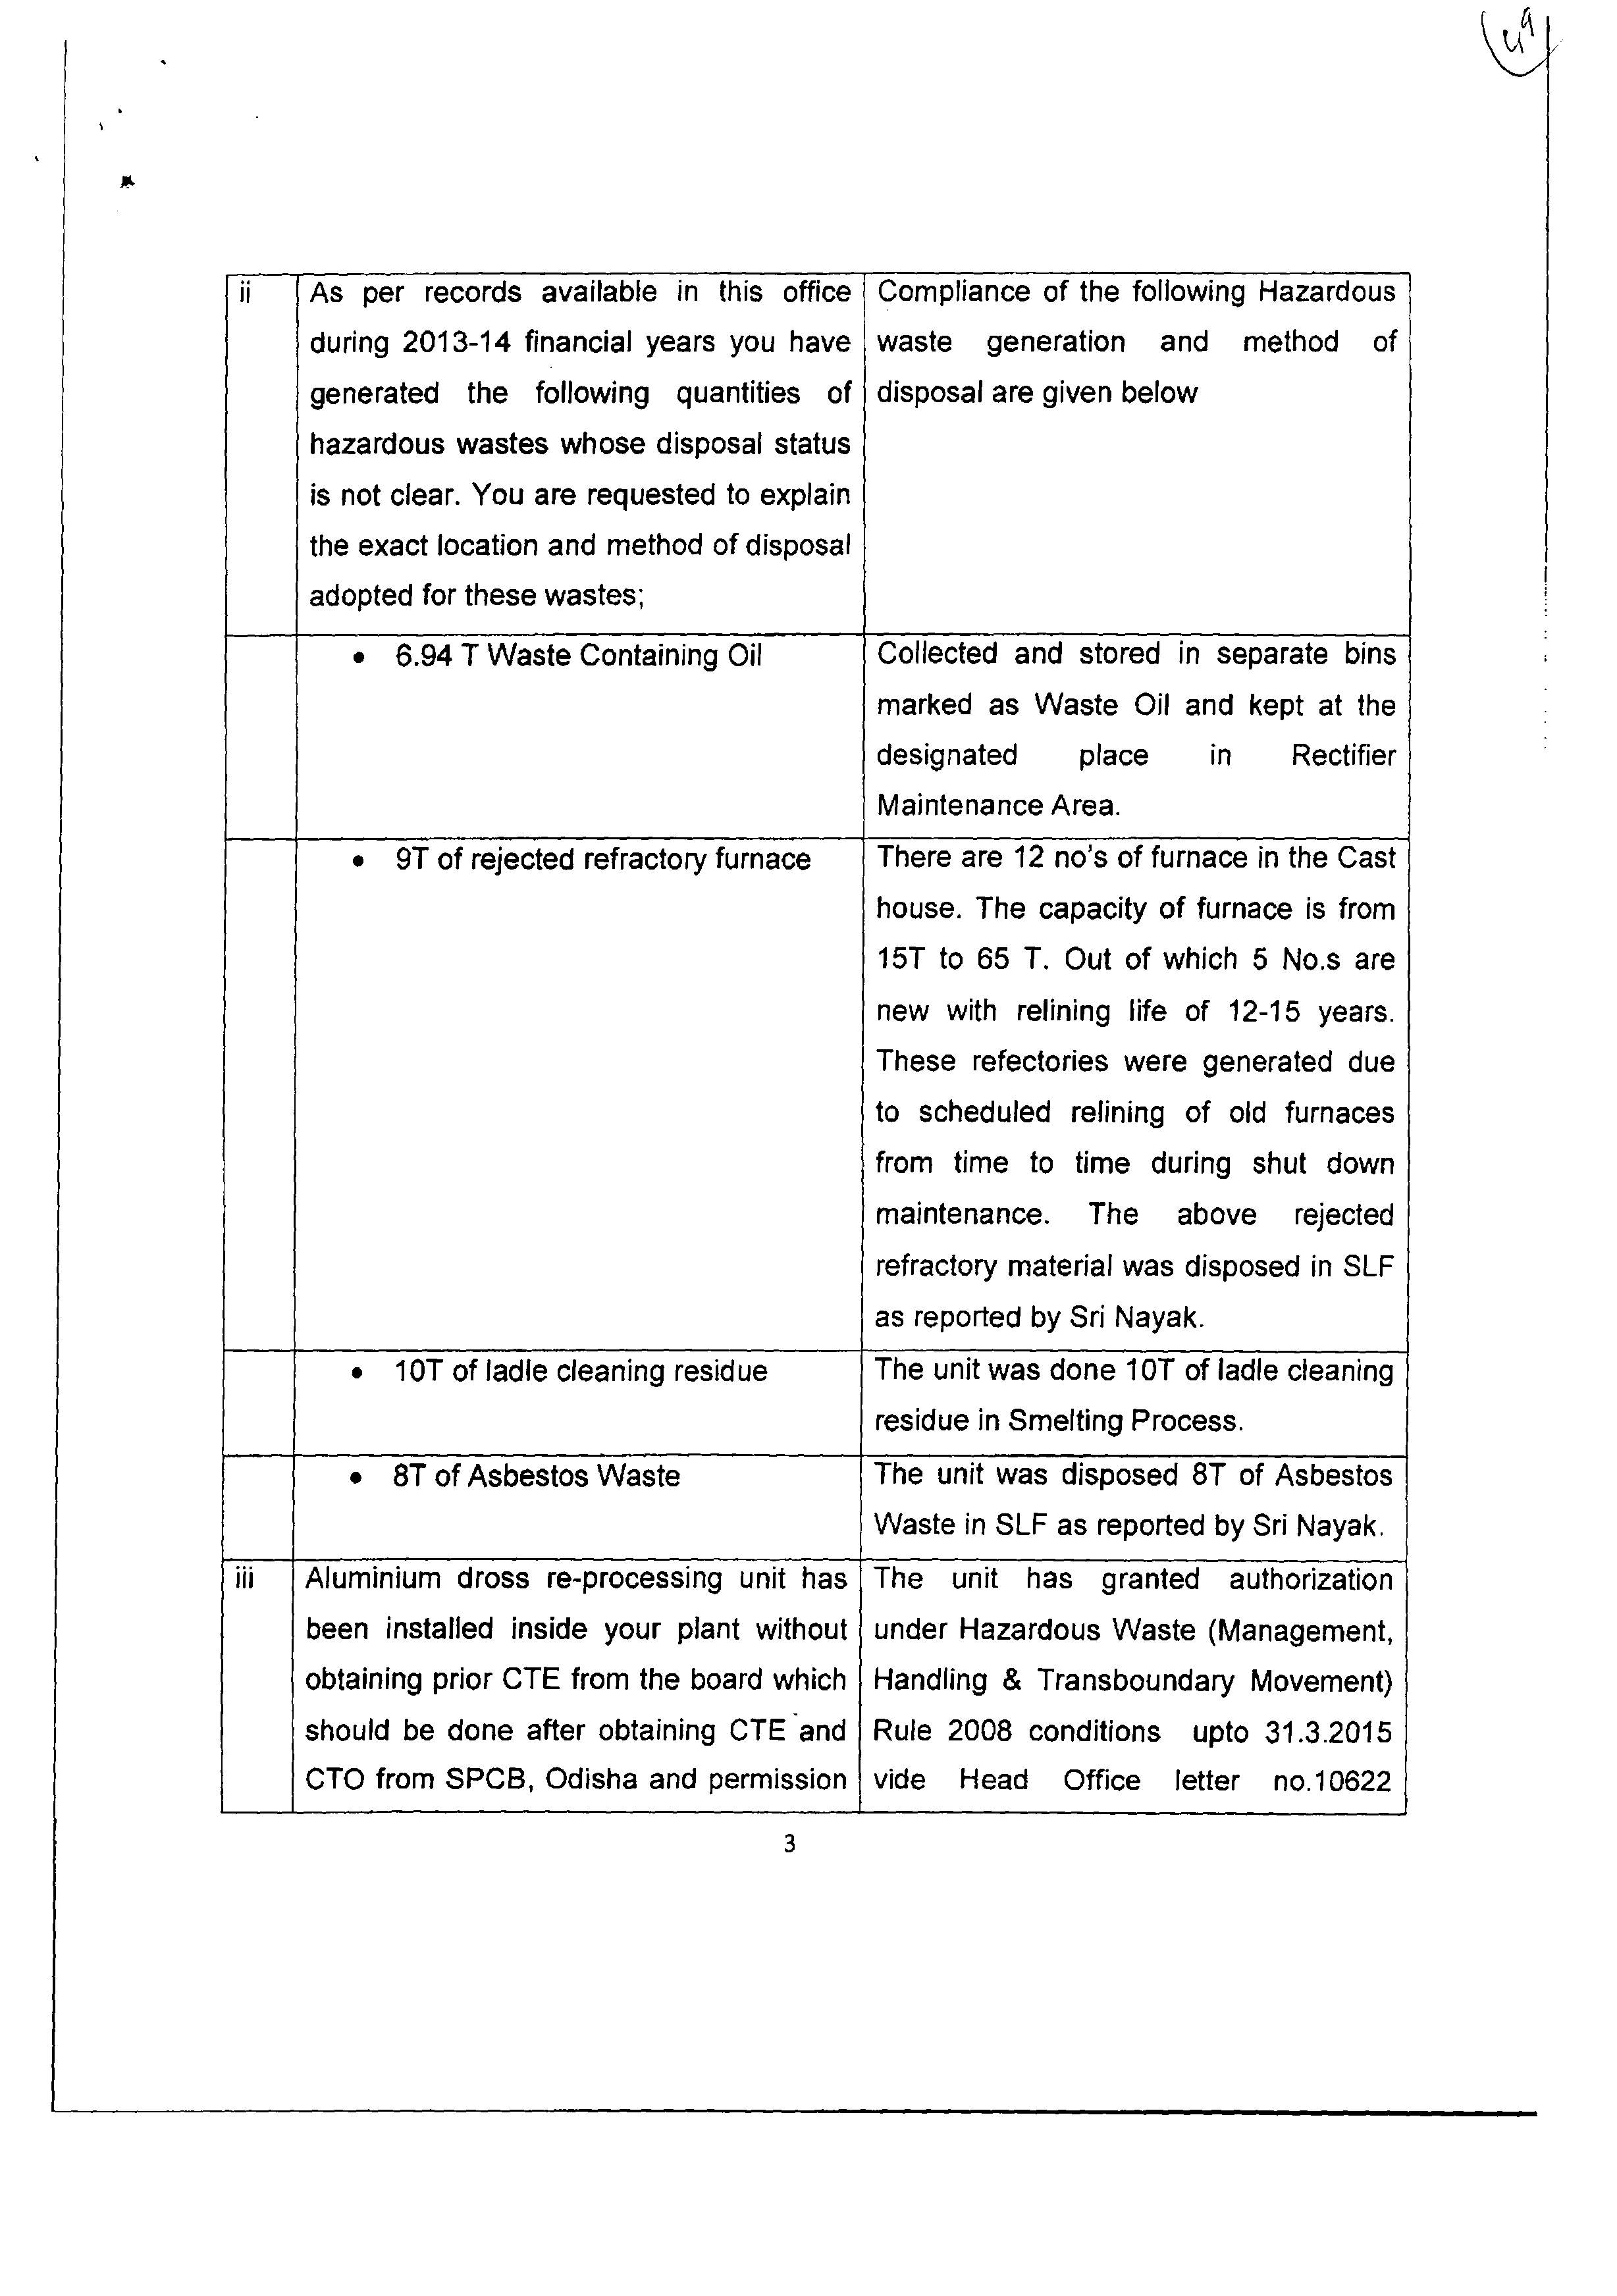 49
ii
As per records available in this office
during 2013-14 financial years you have
generated the following quantities of
hazardous wastes whose disposal status
is not clear. You are requested to explain
the exact location and method of disposal
adopted for these wastes;
Compliance of the following Hazardous
waste generation and method of
disposal are given below
• 6.94 T Waste Containing Oil
Collected and stored in separate bins
marked as Waste Oil and kept at the
designated place in Rectifier
Maintenance Area.
• 9T of rejected refractory furnace
There are 12 no's of furnace in the Cast
house. The capacity of furnace is from
15T to 65 T. Out of which 5 No.s are
new with relining life of 12-15 years.
These refectories were generated due
to scheduled relining of old furnaces
from time to time during shut down
maintenance. The above rejected
refractory material was disposed in SLF
as reported by Sri Nayak.
• 10T of ladle cleaning residue
The unit was done 10T of ladle cleaning
residue in Smelting Process.
• 8T of Asbestos Waste
The unit was disposed 8T of Asbestos
Waste in SLF as reported by Sri Nayak.
iii
Aluminium dross re-processing unit has
been installed inside your plant without
obtaining prior CTE from the board which
should be done after obtaining CTE and
CTO from SPCB, Odisha and permission
The unit has granted authorization
under Hazardous Waste (Management,
Handling & Transboundary Movement)
Rule 2008 conditions upto 31.3.2015
vide Head Office letter no.10622
3